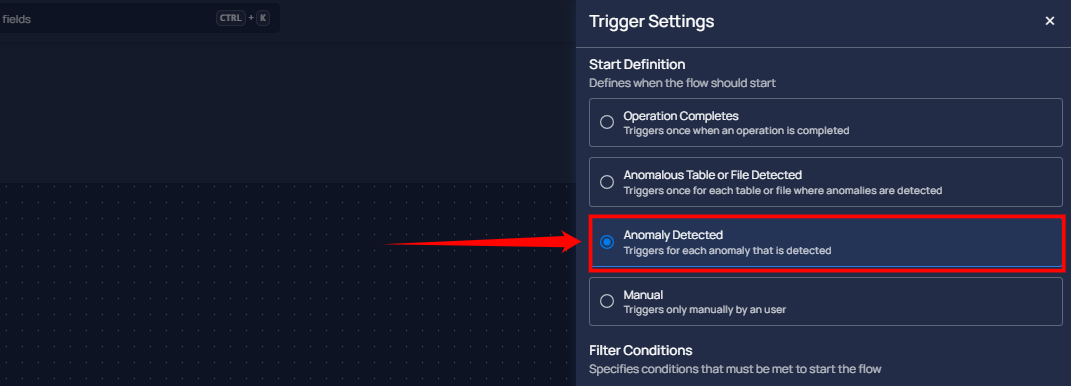 fields
CTRL + K
Trigger Settings
Start Definition
Defines when the flow should start
Operation Completes
Triggers once when an operation is completed
Anomalous Table or File Detected
Triggers once for each table or file where anomalies are detected
Anomaly Detected
Triggers for each anomaly that is detected
Manual
Triggers only manually by an user
Filter Conditions
Specifies conditions that must be met to start the flow